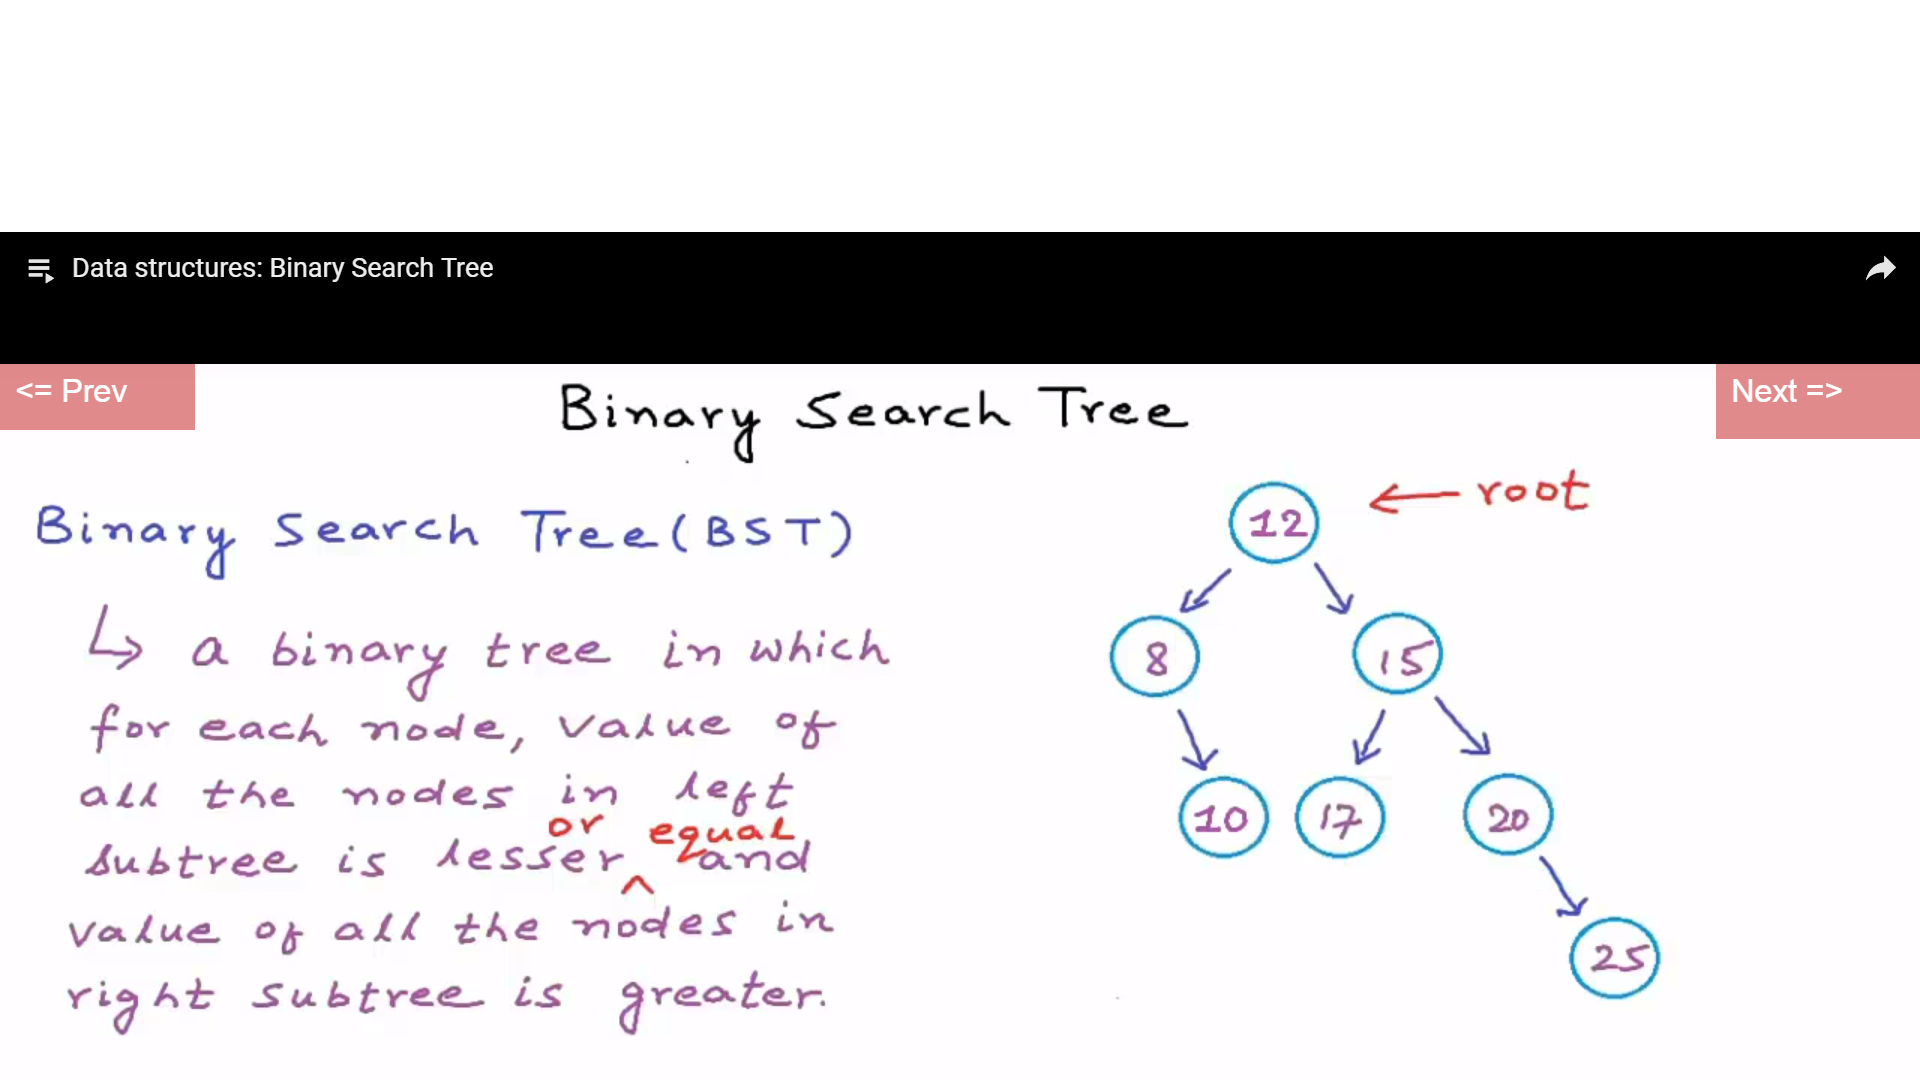 Data structures: Binary Search Tree
<= Prev
Next =>
Binary Search Tree
Binary Search Tree (BST)
a binary tree in which
for each node, value of
all the nodes in left
or equal
subtree is lesser ^ and
value of all the nodes in
right subtree is greater.
root
12
8
15
10
17
20
25